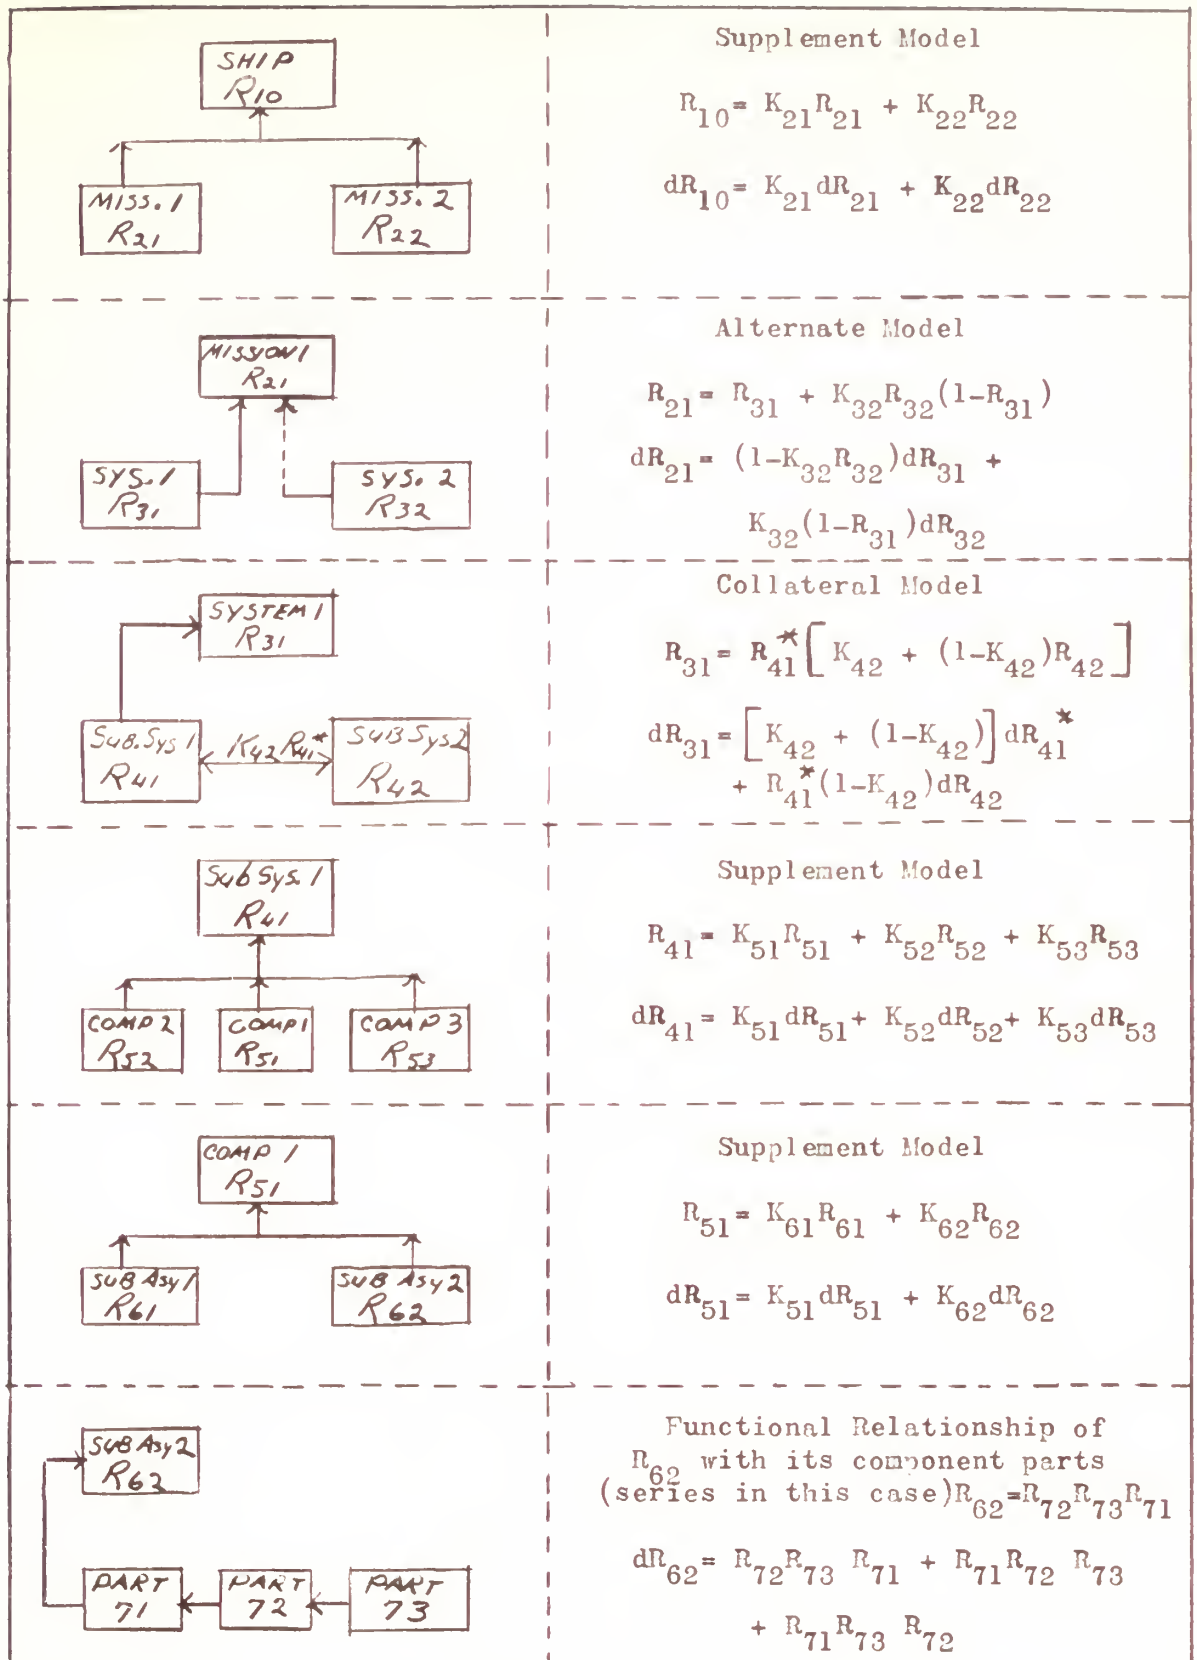 SHIP
R10
MISS. 1
R21
MISS. 2
R22
Supplement Model
R10= K21R21 + K22R22
dR10= K21dR21 + K22dR22
MISSION 1
R21
SYS. 1
R31
SYS. 2
R32
Alternate Model
R21= R31 + K32R32(1-R31)
dR21= (1-K32R32)dR31 +
K32(1-R31)dR32
SYSTEM 1
R31
SUB.SYS 1
R41
K42 R41*
SUB SYS 2
R42
Collateral Model
R31= R41*[K42 + (1-K42)R42]
dR31= [K42 + (1-K42)]dR41*
+ R41*(1-K42)dR42
Sub Sys. 1
R41
COMP 2
R52
COMP 1
R51
COMP 3
R53
Supplement Model
R41= K51R51 + K52R52 + K53R53
dR41= K51dR51+ K52dR52+ K53dR53
COMP 1
R51
SUB ASY 1
R61
SUB ASY 2
R62
Supplement Model
R51= K61R61 + K62R62
dR51= K51dR51 + K62dR62
SUB ASY 2
R62
PART
71
PART
72
PART
73
Functional Relationship of
R62 with its component parts
(series in this case)R62=R72R73R71
dR62= R72R73 R71 + R71R72 R73
+ R71R73 R72